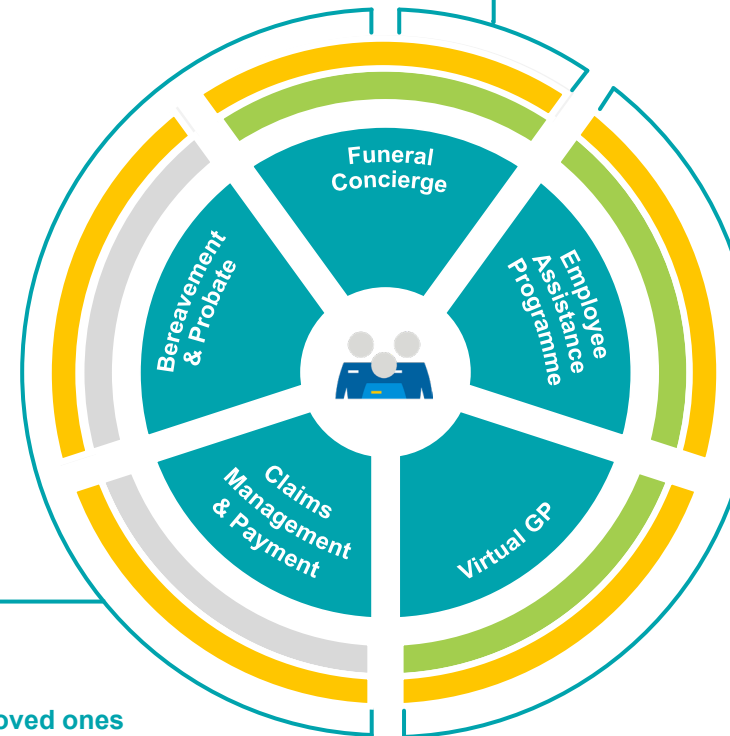 Funeral
Concierge
Employee
Assistance
Programme
Virtual GP
Claims
Management
& Payment
Bereavement
& Probate
oved ones